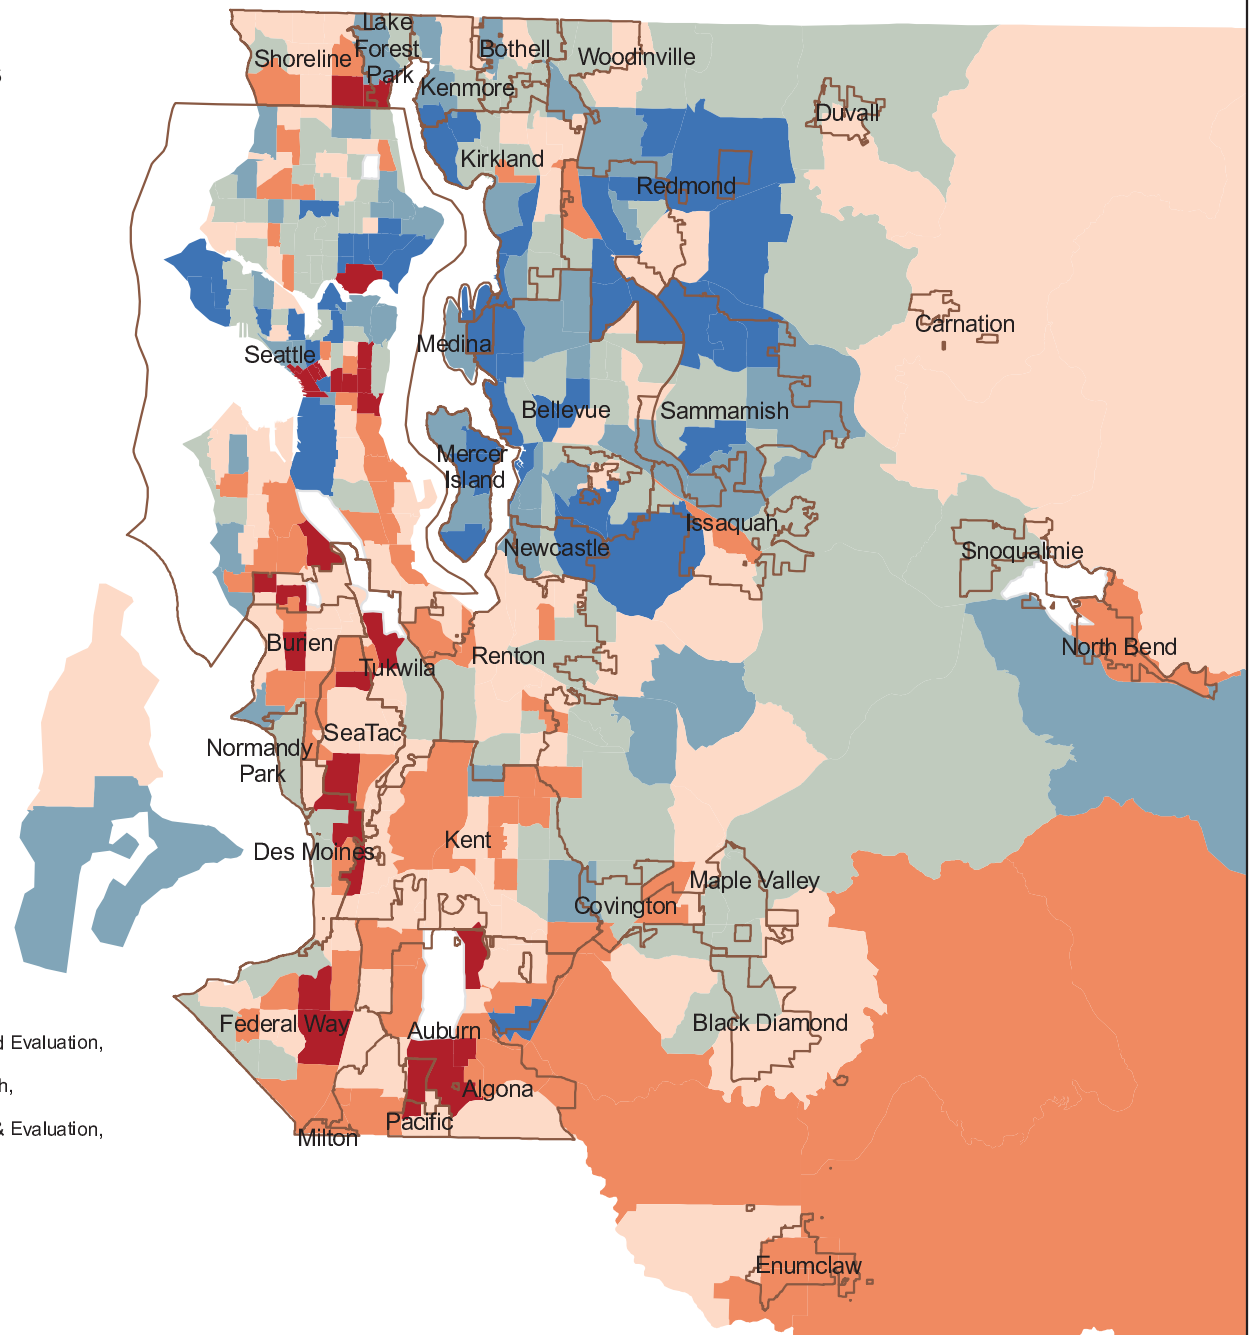 Lake
Forest
Park
Shoreline
Bothell
Woodinville
Kenmore
Duvall
Kirkland
Redmond
Carnation
Medina
Seattle
Bellevue
Sammamish
Mercer
Island
Issaquah
Newcastle
Snoqualmie
Burien
Tukwila
Renton
North Bend
SeaTac
Normandy
Park
Kent
Des Moines
Maple Valley
Covington
Federal Way
Auburn
Black Diamond
d Evaluation,
h,
Algona
Pacific
& Evaluation,
Milton
Enumclaw